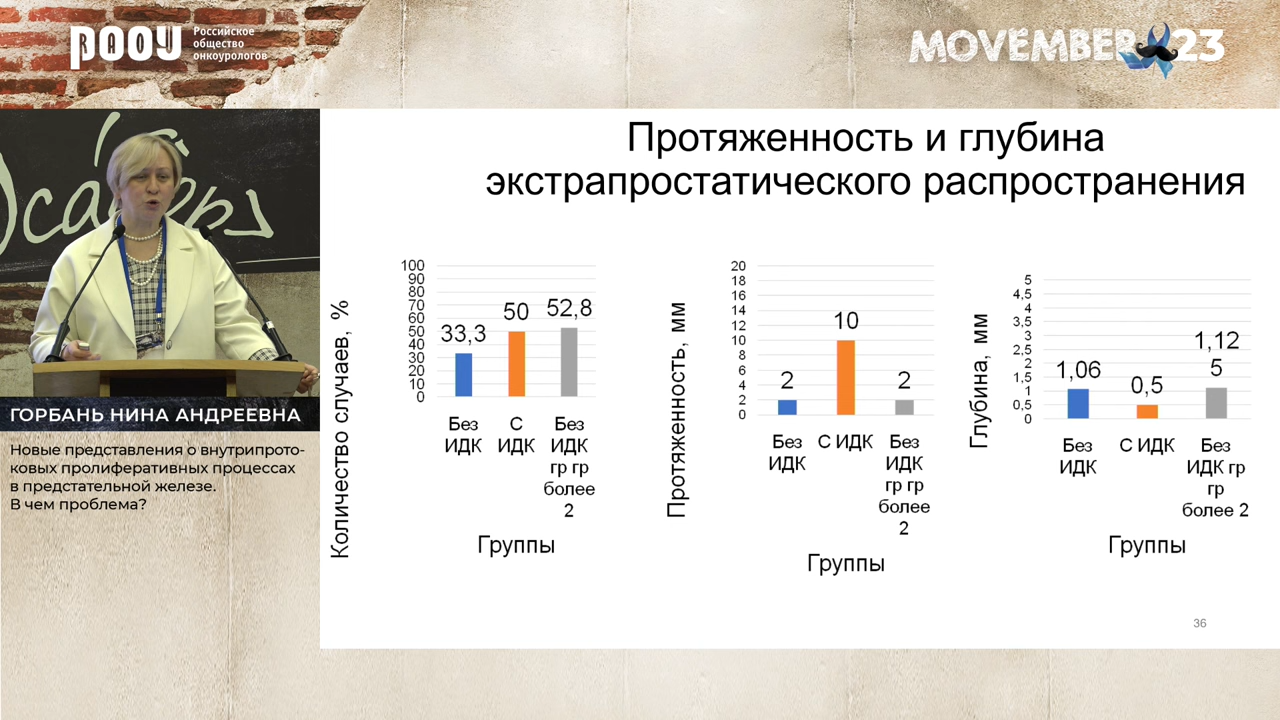 РООУ
Российское
общество
онкоурологов
MOVEMBER 23
ГОРБАНЬ НИНА АНДРЕЕВНА
Новые представления о внутрипрото-
ковых пролиферативных процессах
в предстательной железе.
В чем проблема?
Протяженность и глубина
экстрапростатического распространения
Количество случаев, %
100
90
80
70
60
50
40
30
20
10
0
33,3
50
52,8
Без
ИДК
С
ИДК
Без
ИДК
гр гр
более
2
Группы
Протяженность, мм
20
18
16
14
12
10
8
6
4
2
0
2
10
2
Без
ИДК
С ИДК
Без
ИДК
гр гр
более
2
Группы
Глубина, мм
5
4,5
4
3,5
3
2,5
2
1,5
1
0,5
0
1,06
0,5
1,12
5
Без
ИДК
С ИДК
Без
ИДК гр
гр
более 2
Группы
36